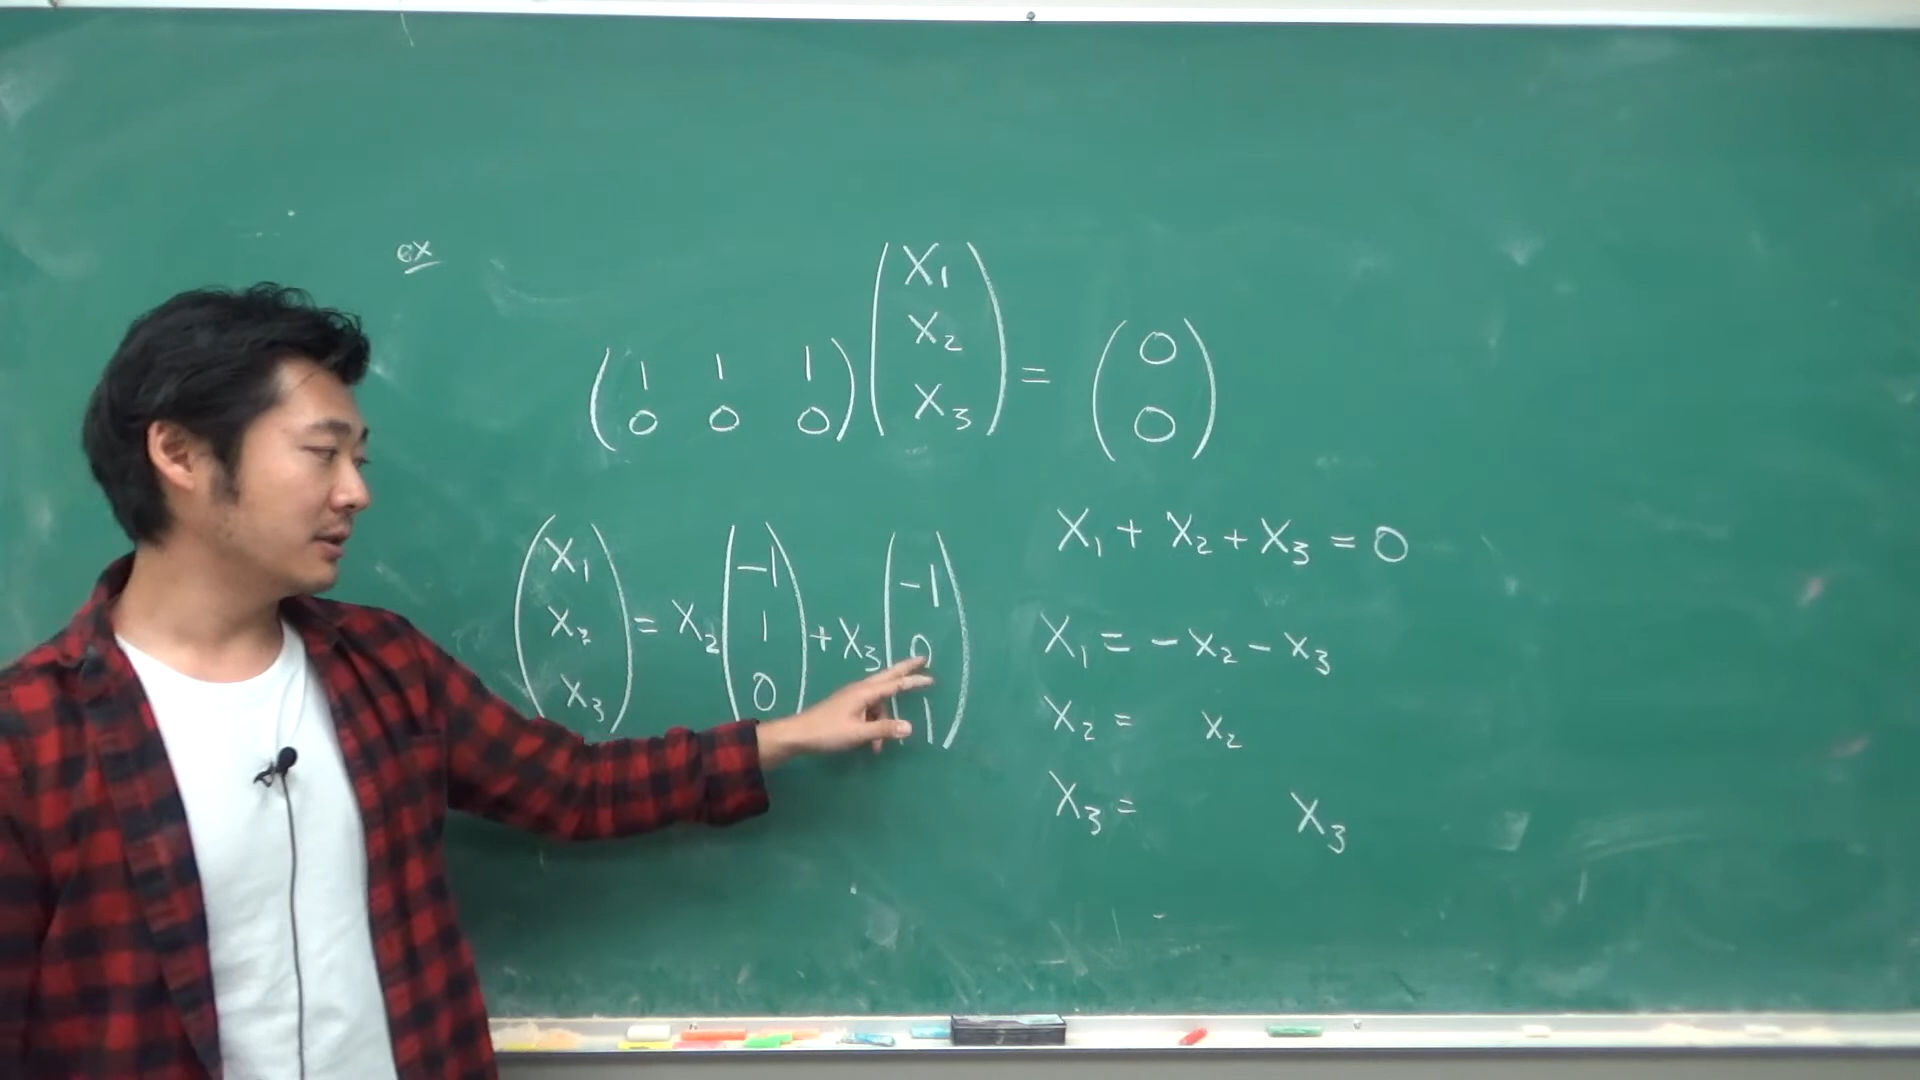 ex
(1 1 1
0 0 0) (X₁
X₂
X₃) = (0
0)
X₁ + X₂ + X₃ = 0
(X₁
X₂
X₃) = X₂ (-1
1
0) + X₃ (-1
0
1)
X₁ = - X₂ - X₃
X₂ = X₂
X₃ = X₃